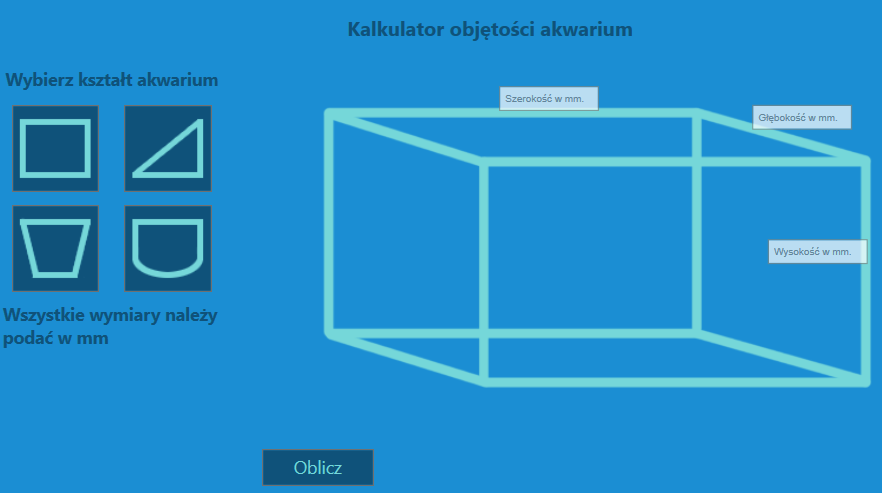 Kalkulator objętości akwarium
Wybierz kształt akwarium
Szerokość w mm.
Głębokość w mm.
Wysokość w mm.
Wszystkie wymiary należy
podać w mm
Oblicz